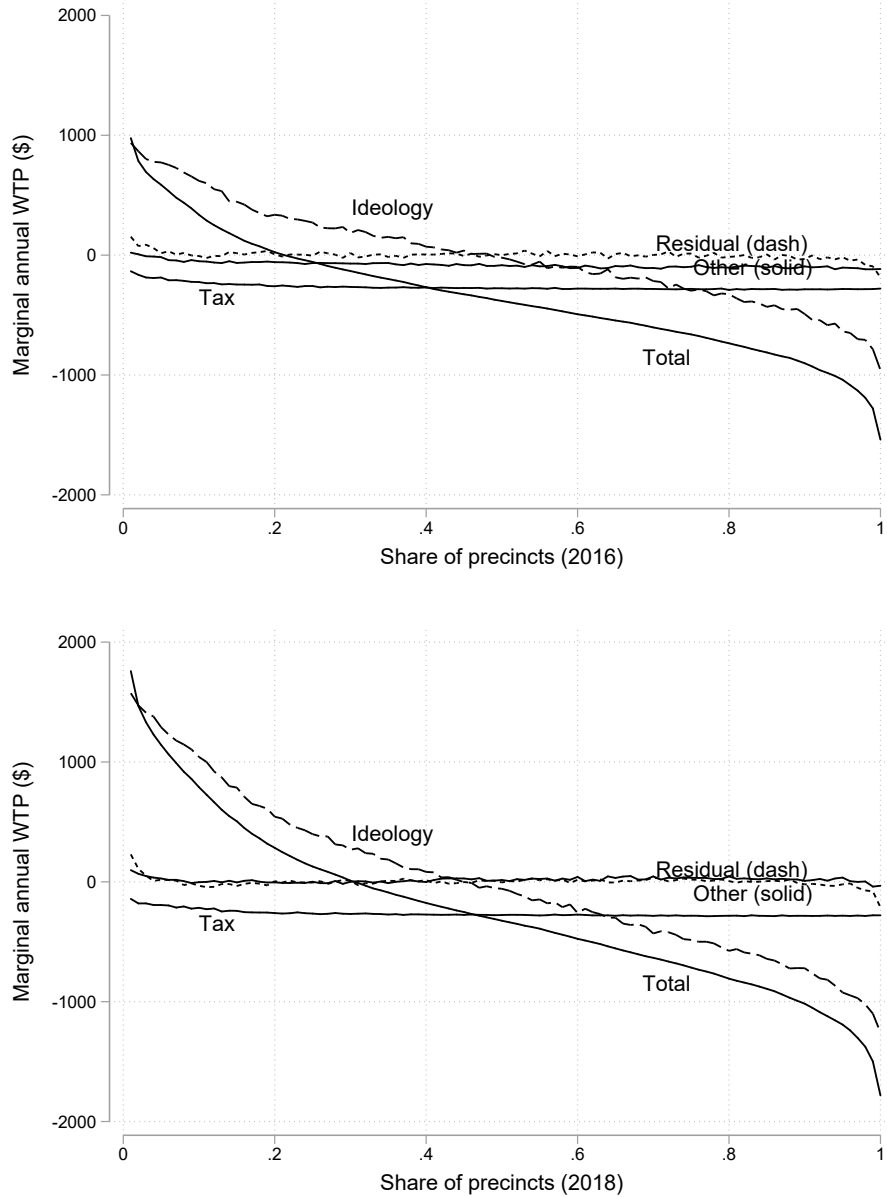 2000
1000
0
-1000
-2000
Marginal annual WTP ($)
Ideology
Residual (dash)
Other (solid)
Tax
Total
0 .2 .4 .6 .8 1
Share of precincts (2016)
2000
1000
0
-1000
-2000
Marginal annual WTP ($)
Ideology
Residual (dash)
Other (solid)
Tax
Total
0 .2 .4 .6 .8 1
Share of precincts (2018)